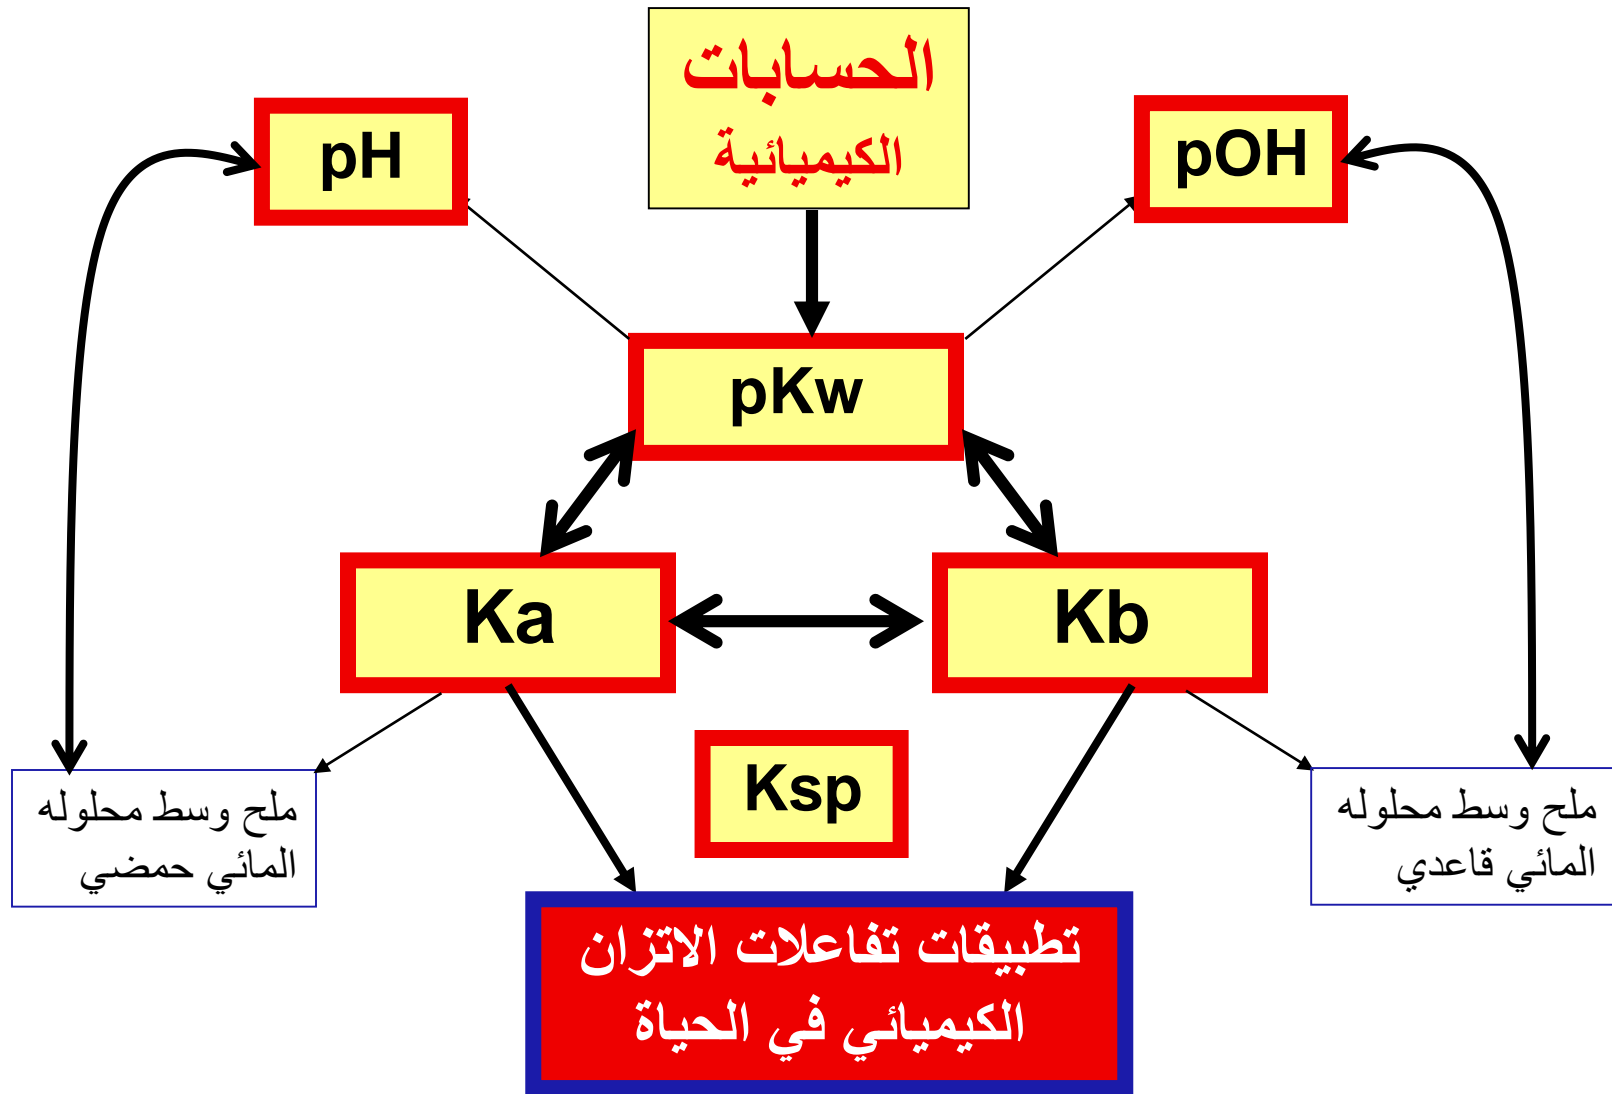 الحسابات
الكيميائية
pH
pOH
pKw
Ka
Kb
Ksp
ملح وسط محلوله
المائي حمضي
ملح وسط محلوله
المائي قاعدي
تطبيقات تفاعلات الاتزان
الكيميائي في الحياة